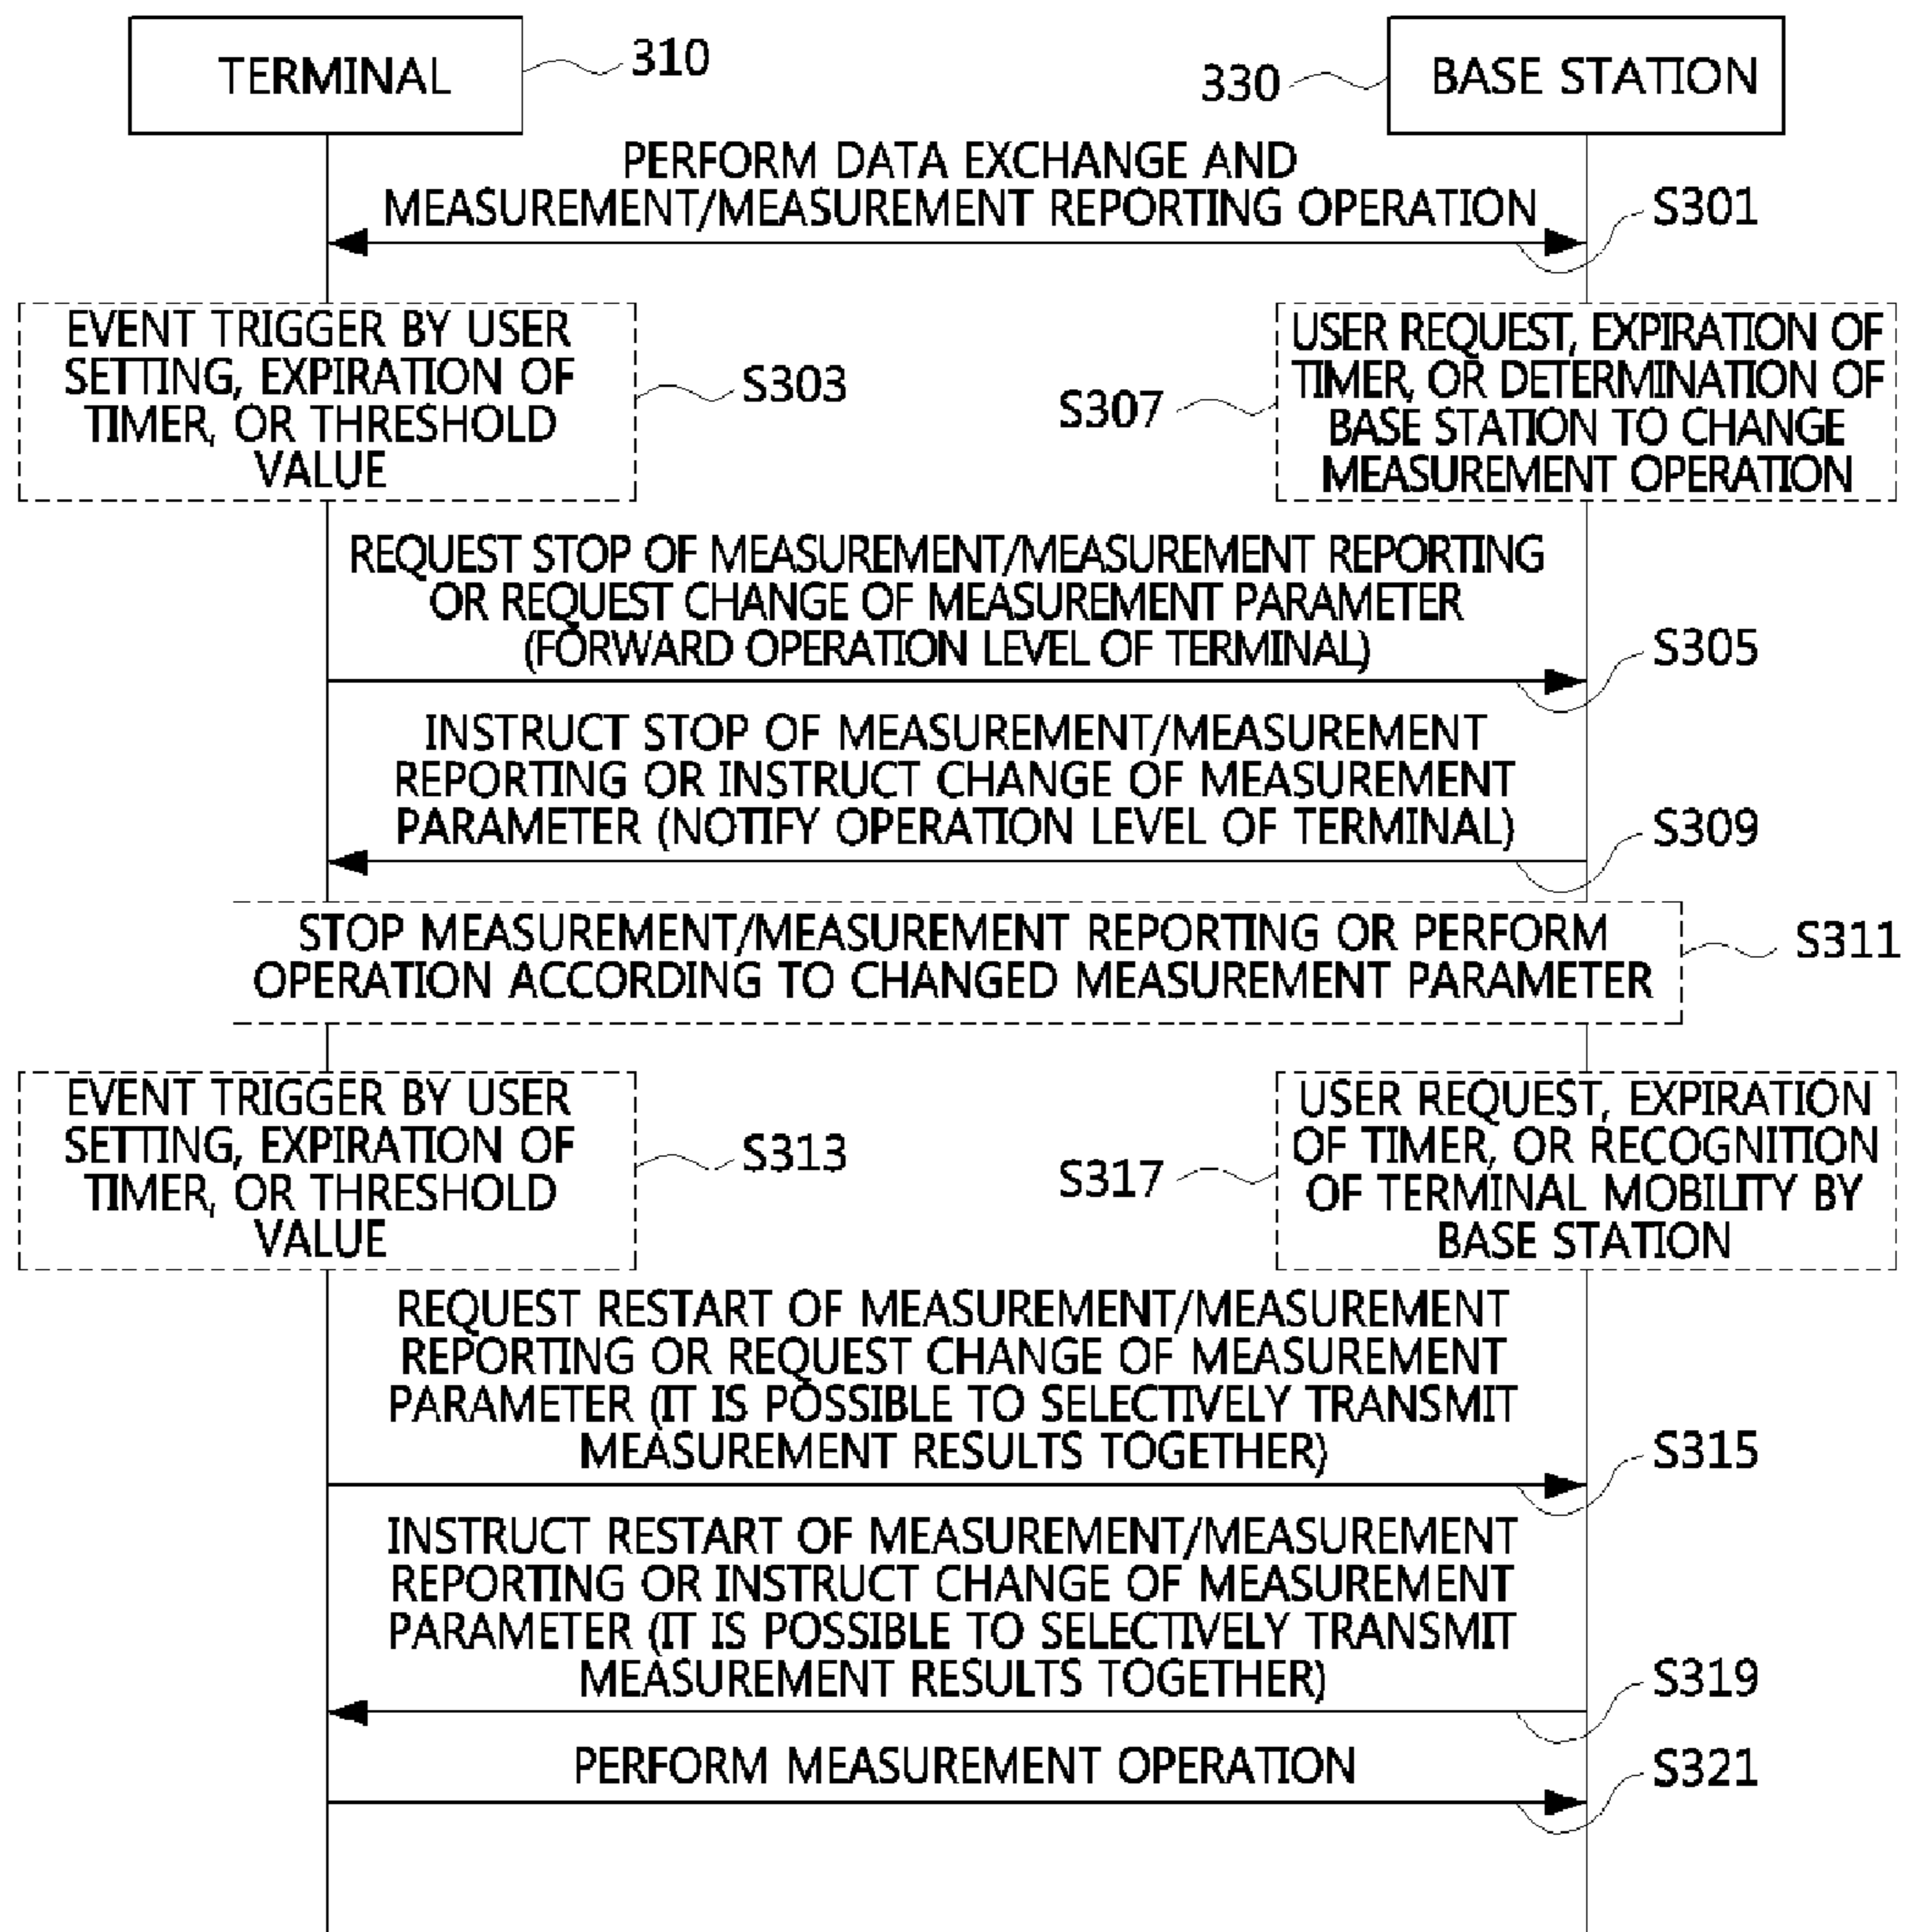 TERMINAL
310
330
BASE STATION
PERFORM DATA EXCHANGE AND
MEASUREMENT/MEASUREMENT REPORTING OPERATION
S301
EVENT TRIGGER BY USER
SETTING, EXPIRATION OF
TIMER, OR THRESHOLD
VALUE
S303
S307
USER REQUEST, EXPIRATION OF
TIMER, OR DETERMINATION OF
BASE STATION TO CHANGE
MEASUREMENT OPERATION
REQUEST STOP OF MEASUREMENT/MEASUREMENT REPORTING
OR REQUEST CHANGE OF MEASUREMENT PARAMETER
(FORWARD OPERATION LEVEL OF TERMINAL)
S305
INSTRUCT STOP OF MEASUREMENT/MEASUREMENT
REPORTING OR INSTRUCT CHANGE OF MEASUREMENT
PARAMETER (NOTIFY OPERATION LEVEL OF TERMINAL)
S309
STOP MEASUREMENT/MEASUREMENT REPORTING OR PERFORM
OPERATION ACCORDING TO CHANGED MEASUREMENT PARAMETER
S311
EVENT TRIGGER BY USER
SETTING, EXPIRATION OF
TIMER, OR THRESHOLD
VALUE
S313
S317
USER REQUEST, EXPIRATION
OF TIMER, OR RECOGNITION
OF TERMINAL MOBILITY BY
BASE STATION
REQUEST RESTART OF MEASUREMENT/MEASUREMENT
REPORTING OR REQUEST CHANGE OF MEASUREMENT
PARAMETER (IT IS POSSIBLE TO SELECTIVELY TRANSMIT
MEASUREMENT RESULTS TOGETHER)
S315
INSTRUCT RESTART OF MEASUREMENT/MEASUREMENT
REPORTING OR INSTRUCT CHANGE OF MEASUREMENT
PARAMETER (IT IS POSSIBLE TO SELECTIVELY TRANSMIT
MEASUREMENT RESULTS TOGETHER)
S319
PERFORM MEASUREMENT OPERATION
S321